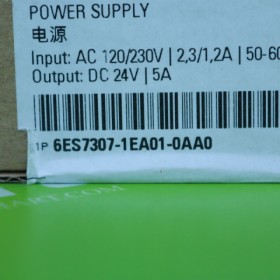 POWER SUPPLY
电源
Input: AC 120/230V | 2,3/1,2A | 50-60
Output: DC 24V | 5A
1P 6ES7307-1EA01-0AA0